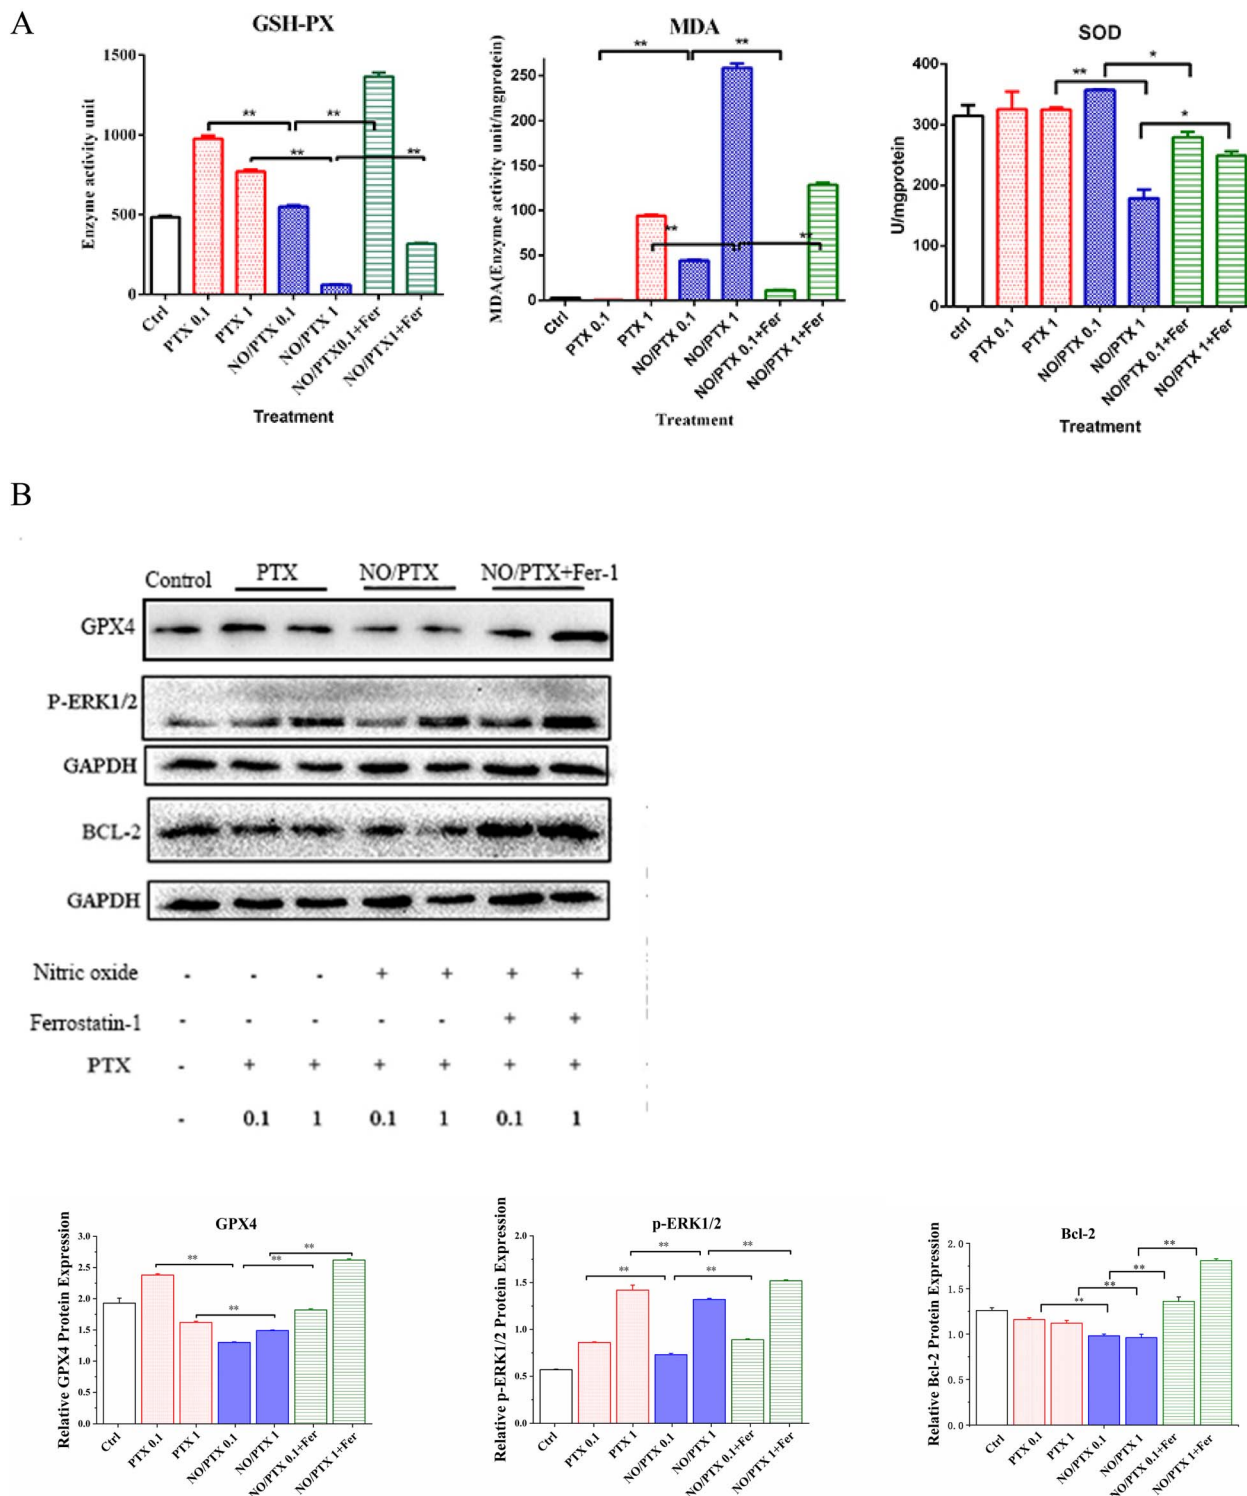 A
GSH-PX
Enzyme activity unit
1500
1000
500
0
** **
** **
Ctrl
PTX 0.1
PTX 1
NO/PTX 0.1
NO/PTX 1
NO/PTX0.1+Fer
NO/PTX1+Fer
Treatment
MDA
MDA(Enzyme activity unit/mgprotein)
250
200
150
100
50
0
** **
** **
Ctrl
PTX 0.1
PTX 1
NO/PTX 0.1
NO/PTX 1
NO/PTX 0.1+Fer
NO/PTX 1+Fer
Treatment
SOD
U/mgprotein
400
300
200
100
0
*
**
*
ctrl
PTX 0.1
PTX 1
NO/PTX 0.1
NO/PTX 1
NO/PTX 0.1+Fer
NO/PTX 1+Fer
Treatment
B
Control PTX NO/PTX NO/PTX+Fer-1
GPX4
P-ERK1/2
GAPDH
BCL-2
GAPDH
Nitric oxide - - - + + + +
Ferrostatin-1 - - - - - + +
PTX - + + + + + +
- 0.1 1 0.1 1 0.1 1
GPX4
Relative GPX4 Protein Expression
3.0
2.5
2.0
1.5
1.0
0.5
0.0
**
** **
**
Ctrl
PTX 0.1
PTX 1
NO/PTX 0.1
NO/PTX 1
NO/PTX 0.1+Fer
NO/PTX 1+Fer
p-ERK1/2
Relative p-ERK1/2 Protein Expression
2.0
1.5
1.0
0.5
0.0
** **
** **
Ctrl
PTX 0.1
PTX 1
NO/PTX 0.1
NO/PTX 1
NO/PTX 0.1+Fer
NO/PTX 1+Fer
Bcl-2
Relative Bcl-2 Protein Expression
2.0
1.5
1.0
0.5
0.0
**
**
**
**
Ctrl
PTX 0.1
PTX 1
NO/PTX 0.1
NO/PTX 1
NO/PTX 0.1+Fer
NO/PTX 1+Fer